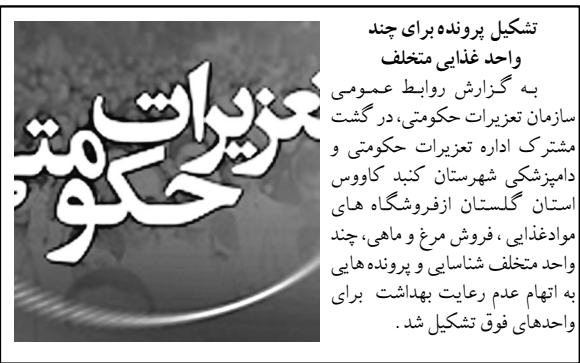 تشکیل پرونده برای چند
واحد غذایی متخلف
به گزارش روابط عمومی
سازمان تعزیرات حکومتی، در گشت
مشترک اداره تعزیرات حکومتی و
دامپزشکی شهرستان کنبد کاووس
استان گلستان ازفروشگاه های
موادغذایی ، فروش مرغ و ماهی، چند
واحد متخلف شناسایی و پرونده هایی
به اتهام عدم رعایت بهداشت برای
واحدهای فوق تشکیل شد .
تعزیرات
حکومتی